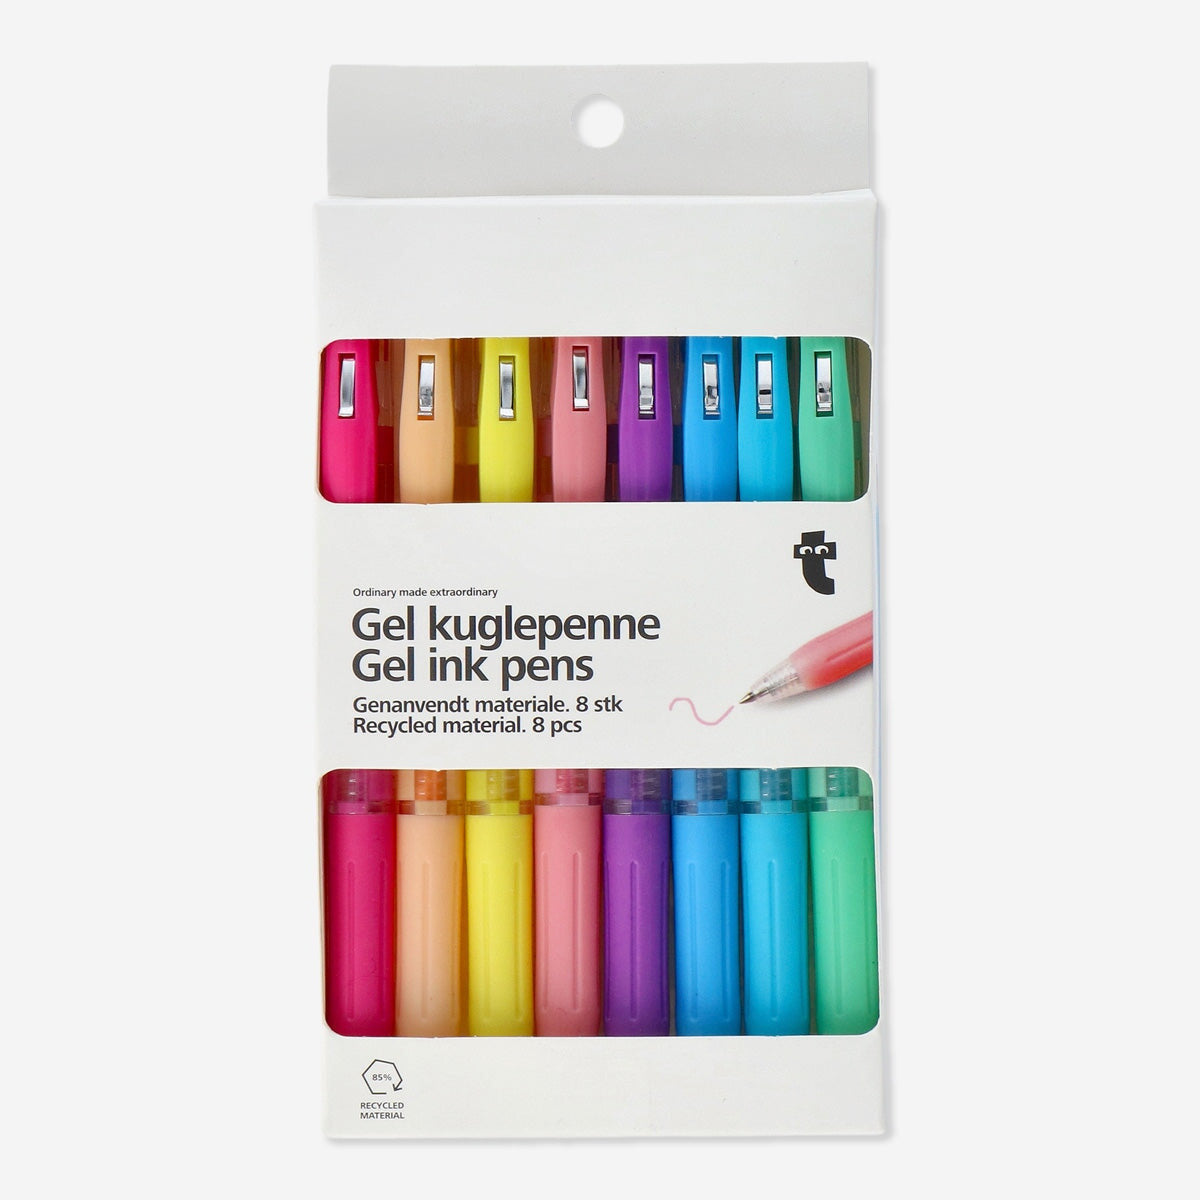 Ordinary made extraordinary
Gel kuglepenne
Gel ink pens
Genanvendt materiale. 8 stk
Recycled material. 8 pcs
85%
RECYCLED
MATERIAL